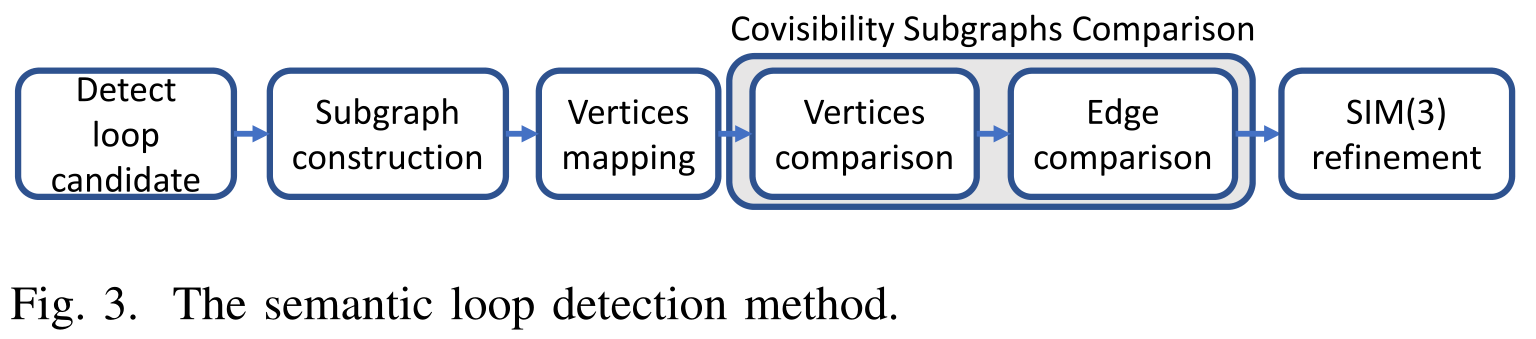 Covisibility Subgraphs Comparison
Detect
loop
candidate
Subgraph
construction
Vertices
mapping
Vertices
comparison
Edge
comparison
SIM(3)
refinement
Fig. 3. The semantic loop detection method.